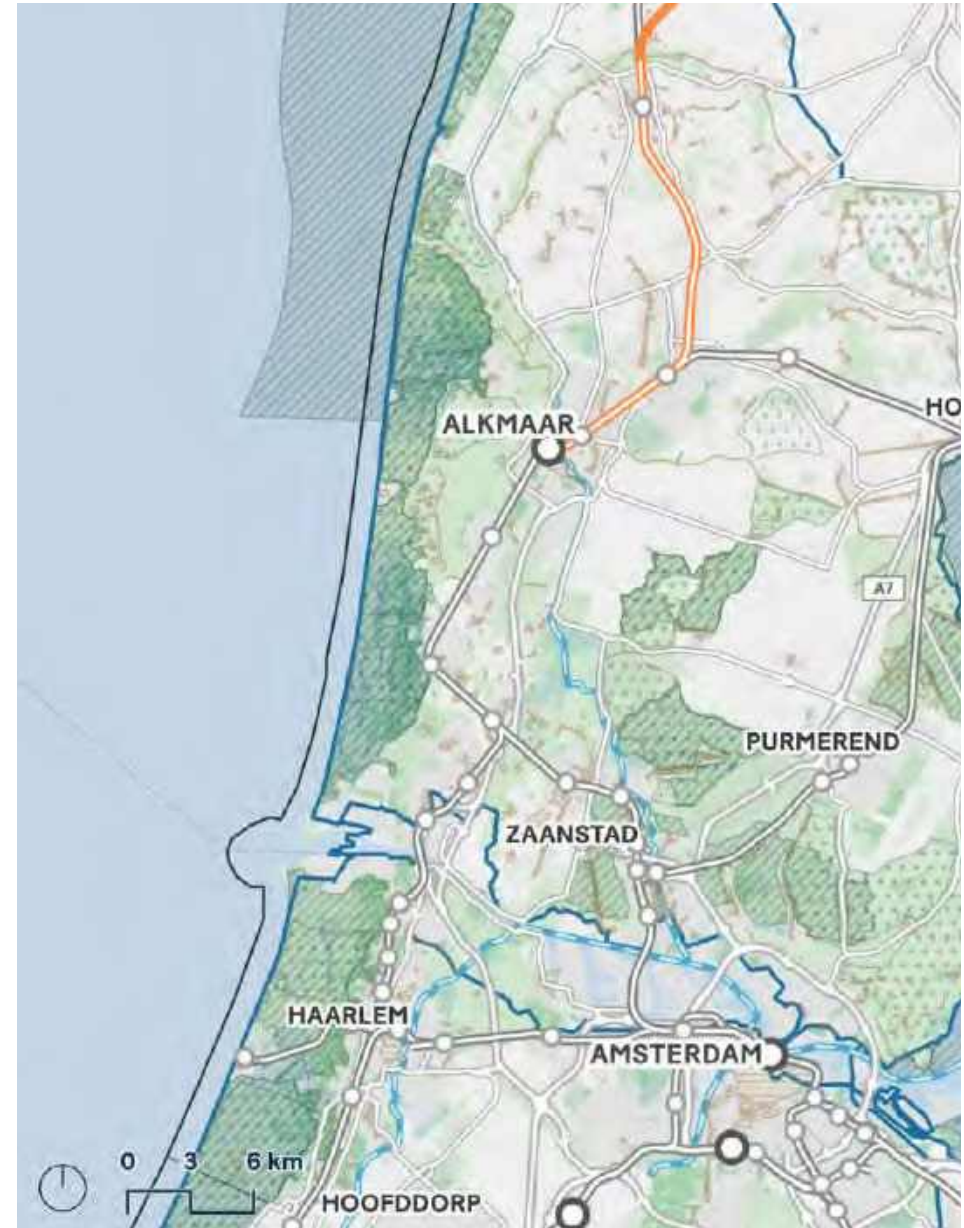 ALKMAAR
HO
A7
PURMEREND
ZAANSTAD
HAARLEM
AMSTERDAM
0 3 6 km
HOOFDDORP